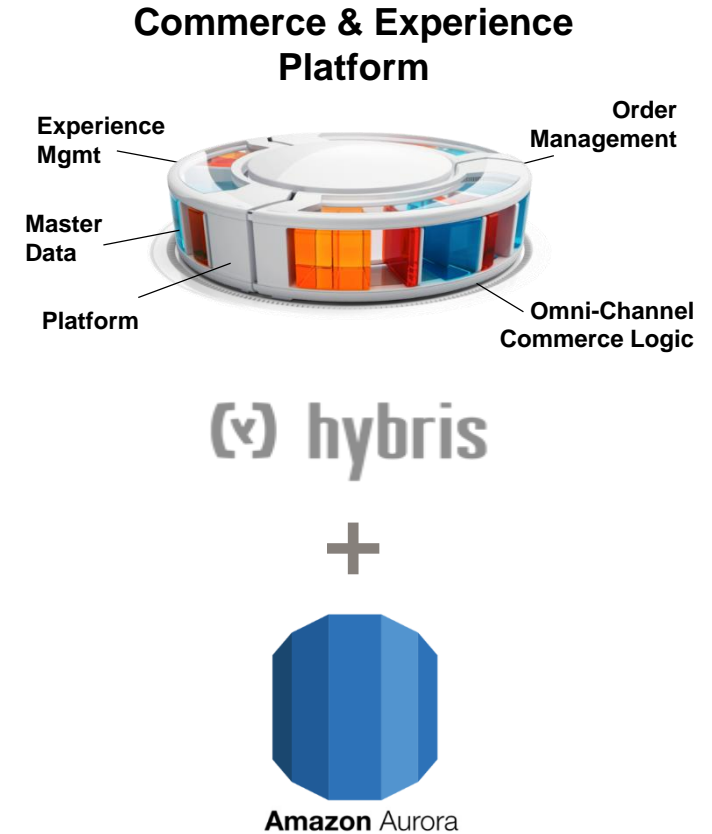 Commerce & Experience
Platform
Experience
Mgmt
Order
Management
Master
Data
Platform
Omni-Channel
Commerce Logic
(y) hybris
+
Amazon Aurora